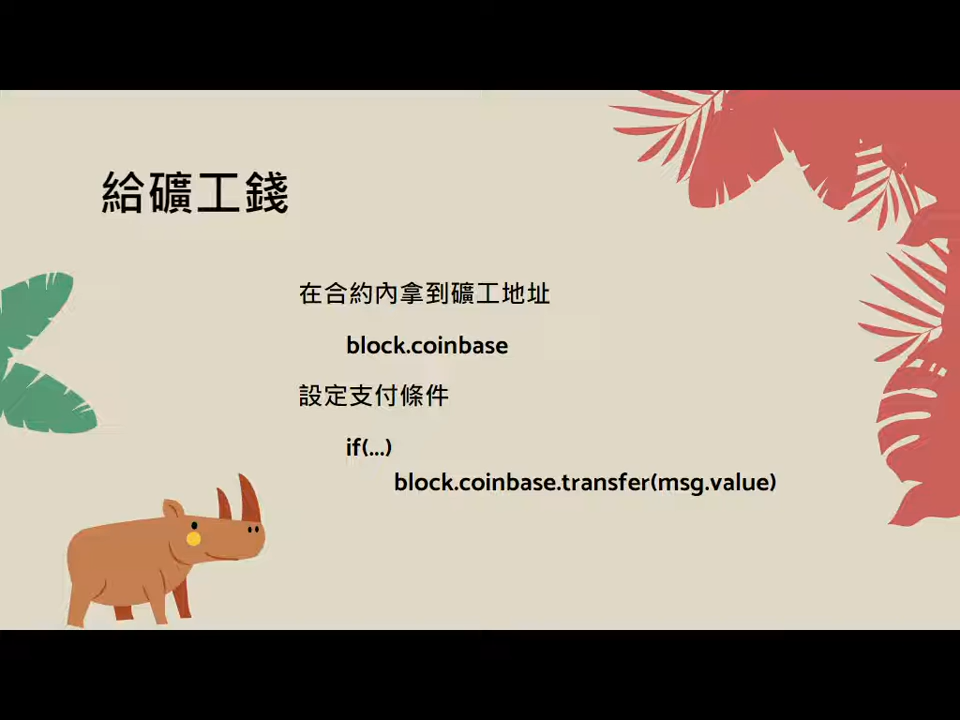 給礦工錢
在合約內拿到礦工地址
block.coinbase
設定支付條件
if(...)
block.coinbase.transfer(msg.value)